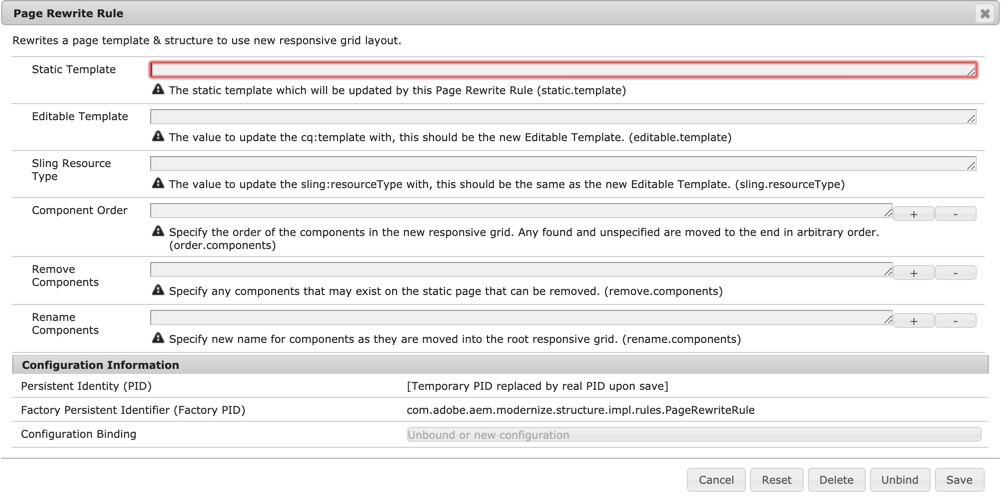 Page Rewrite Rule
Rewrites a page template & structure to use new responsive grid layout.
Static Template
The static template which will be updated by this Page Rewrite Rule (static.template)
Editable Template
The value to update the cq:template with, this should be the new Editable Template. (editable.template)
Sling Resource
Type
The value to update the sling:resourceType with, this should be the same as the new Editable Template. (sling.resourceType)
Component Order
+ -
Specify the order of the components in the new responsive grid. Any found and unspecified are moved to the end in arbitrary order.
(order.components)
Remove
Components
+ -
Specify any components that may exist on the static page that can be removed. (remove.components)
Rename
Components
+ -
Specify new name for components as they are moved into the root responsive grid. (rename.components)
Configuration Information
Persistent Identity (PID) [Temporary PID replaced by real PID upon save]
Factory Persistent Identifier (Factory PID) com.adobe.aem.modernize.structure.impl.rules.PageRewriteRule
Configuration Binding Unbound or new configuration
Cancel Reset Delete Unbind Save